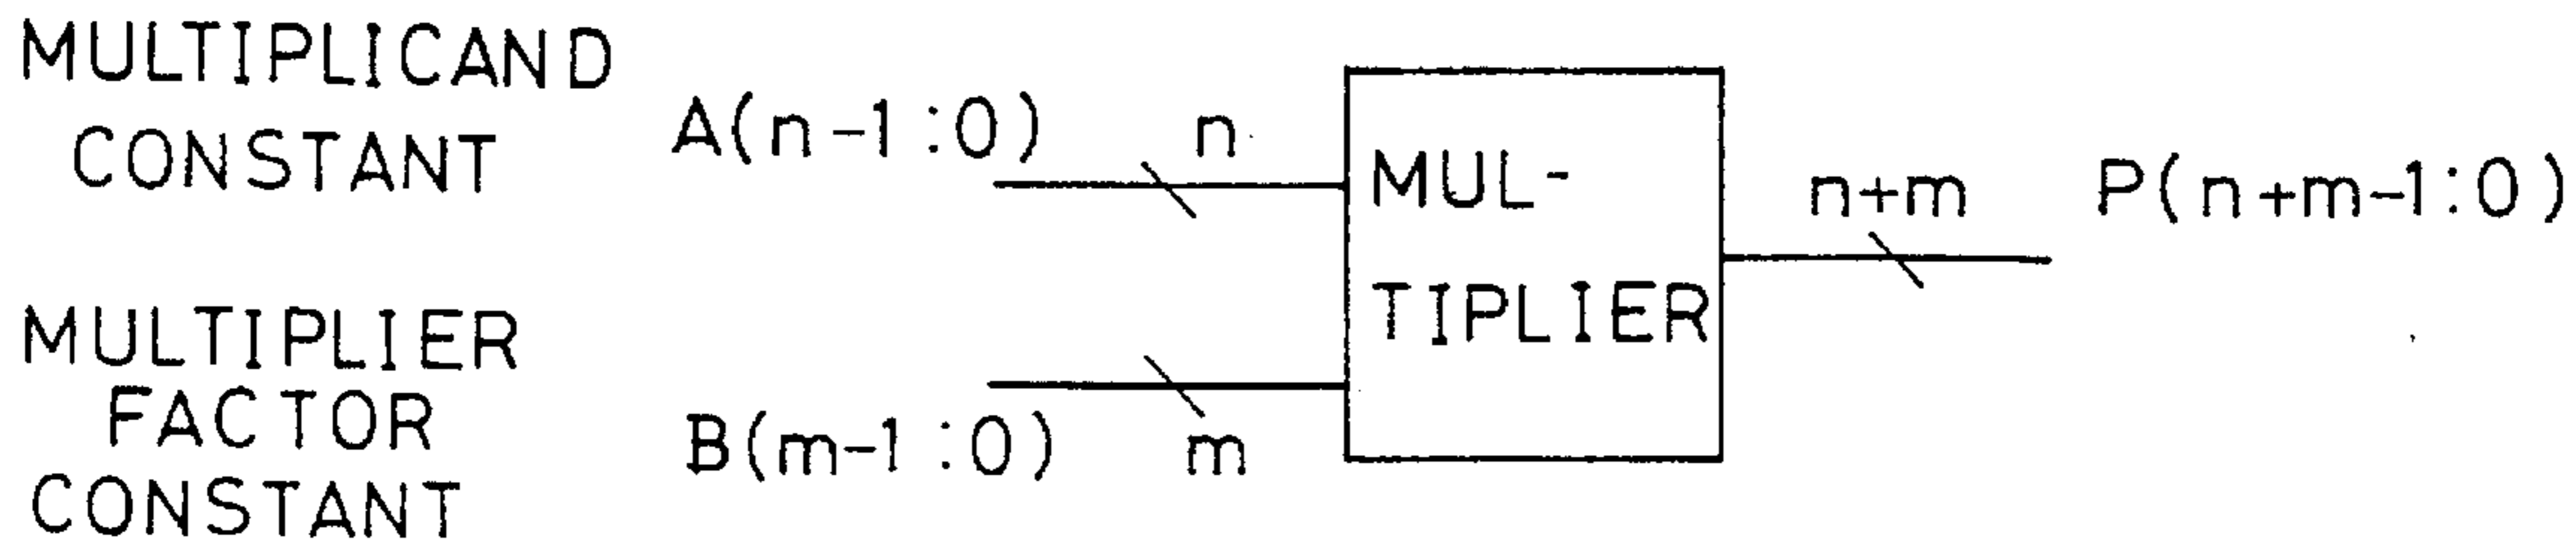 MULTIPLICAND
CONSTANT
A(n-1:0)
n
MULTIPLIER
FACTOR
CONSTANT
B(m-1:0)
m
MUL-
TIPLIER
n+m
P(n+m-1:0)